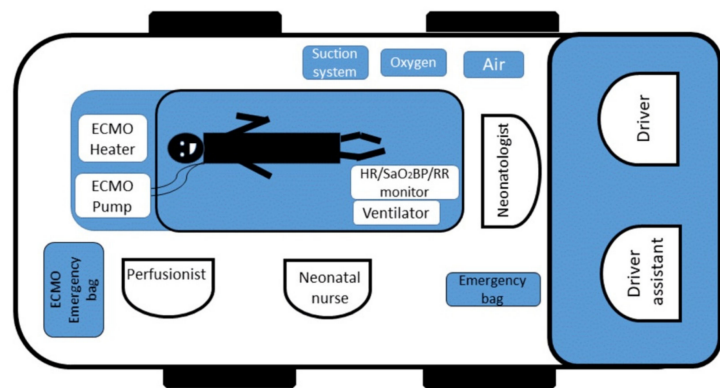 Suction
system
Oxygen
Air
ECMO
Heater
ECMO
Pump
HR/SaO₂BP/RR
monitor
Ventilator
Neonatologist
Driver
Driver
assistant
ECMO
Emergency
bag
Perfusionist
Neonatal
nurse
Emergency
bag